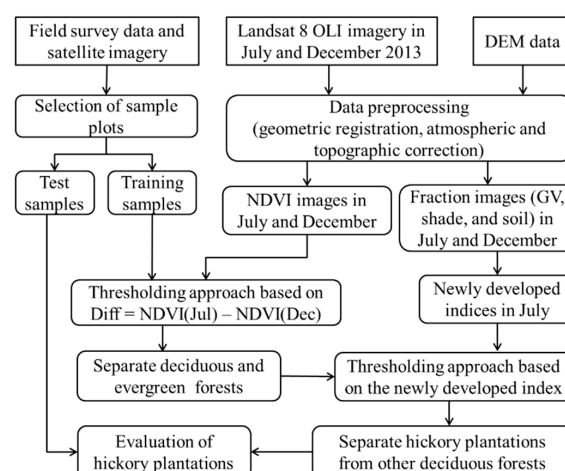 Field survey data and
satellite imagery
Landsat 8 OLI imagery in
July and December 2013
DEM data
Selection of sample
plots
Data preprocessing
(geometric registration, atmospheric and
topographic correction)
Test
samples
Training
samples
NDVI images in
July and December
Fraction images (GV,
shade, and soil) in
July and December
Thresholding approach based on
Diff = NDVI(Jul) – NDVI(Dec)
Newly developed
indices in July
Separate deciduous and
evergreen forests
Thresholding approach based
on the newly developed index
Evaluation of
hickory plantations
Separate hickory plantations
from other deciduous forests